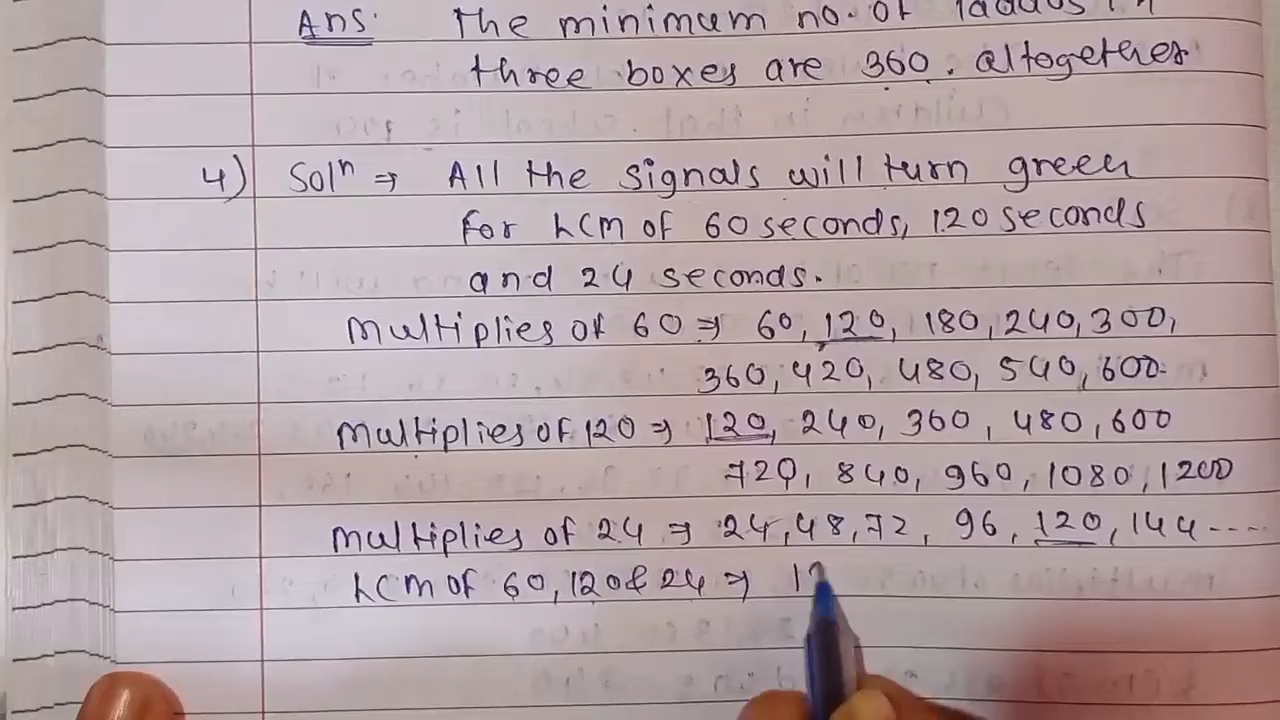 Ans: The minimum no. of laddus in
three boxes are 360. altogether
4) Solⁿ ⇒ All the signals will turn green
for LCM of 60 seconds, 120 seconds
and 24 seconds.
Multiplies of 60 ⇒ 60, 120, 180, 240, 300,
360, 420, 480, 540, 600.
Multiplies of 120 ⇒ 120, 240, 360, 480, 600
720, 840, 960, 1080, 1200
Multiplies of 24 ⇒ 24, 48, 72, 96, 120, 144 ....
LCM of 60, 120 & 24 ⇒ 12